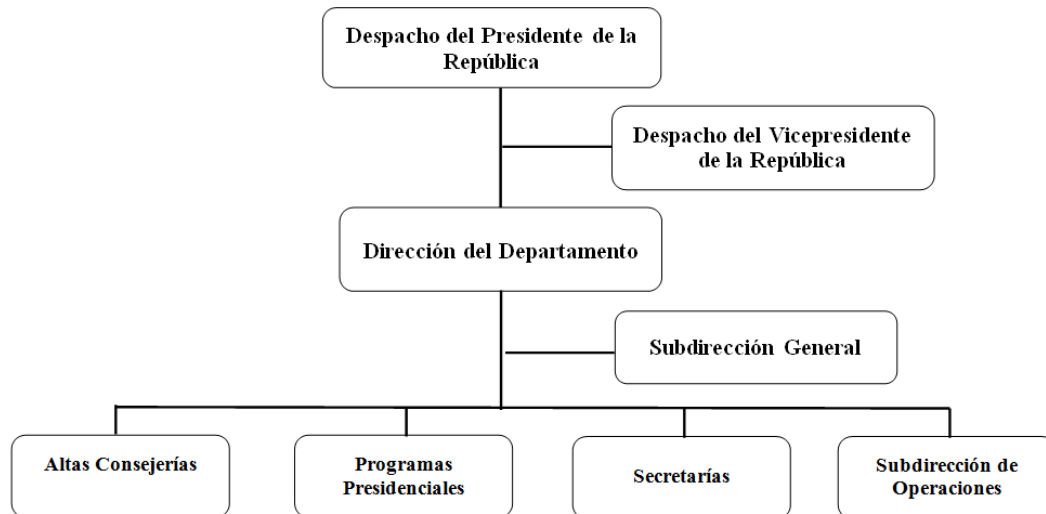 Despacho del Presidente de la
República
Despacho del Vicepresidente
de la República
Dirección del Departamento
Subdirección General
Altas Consejerías
Programas
Presidenciales
Secretarías
Subdirección de
Operaciones